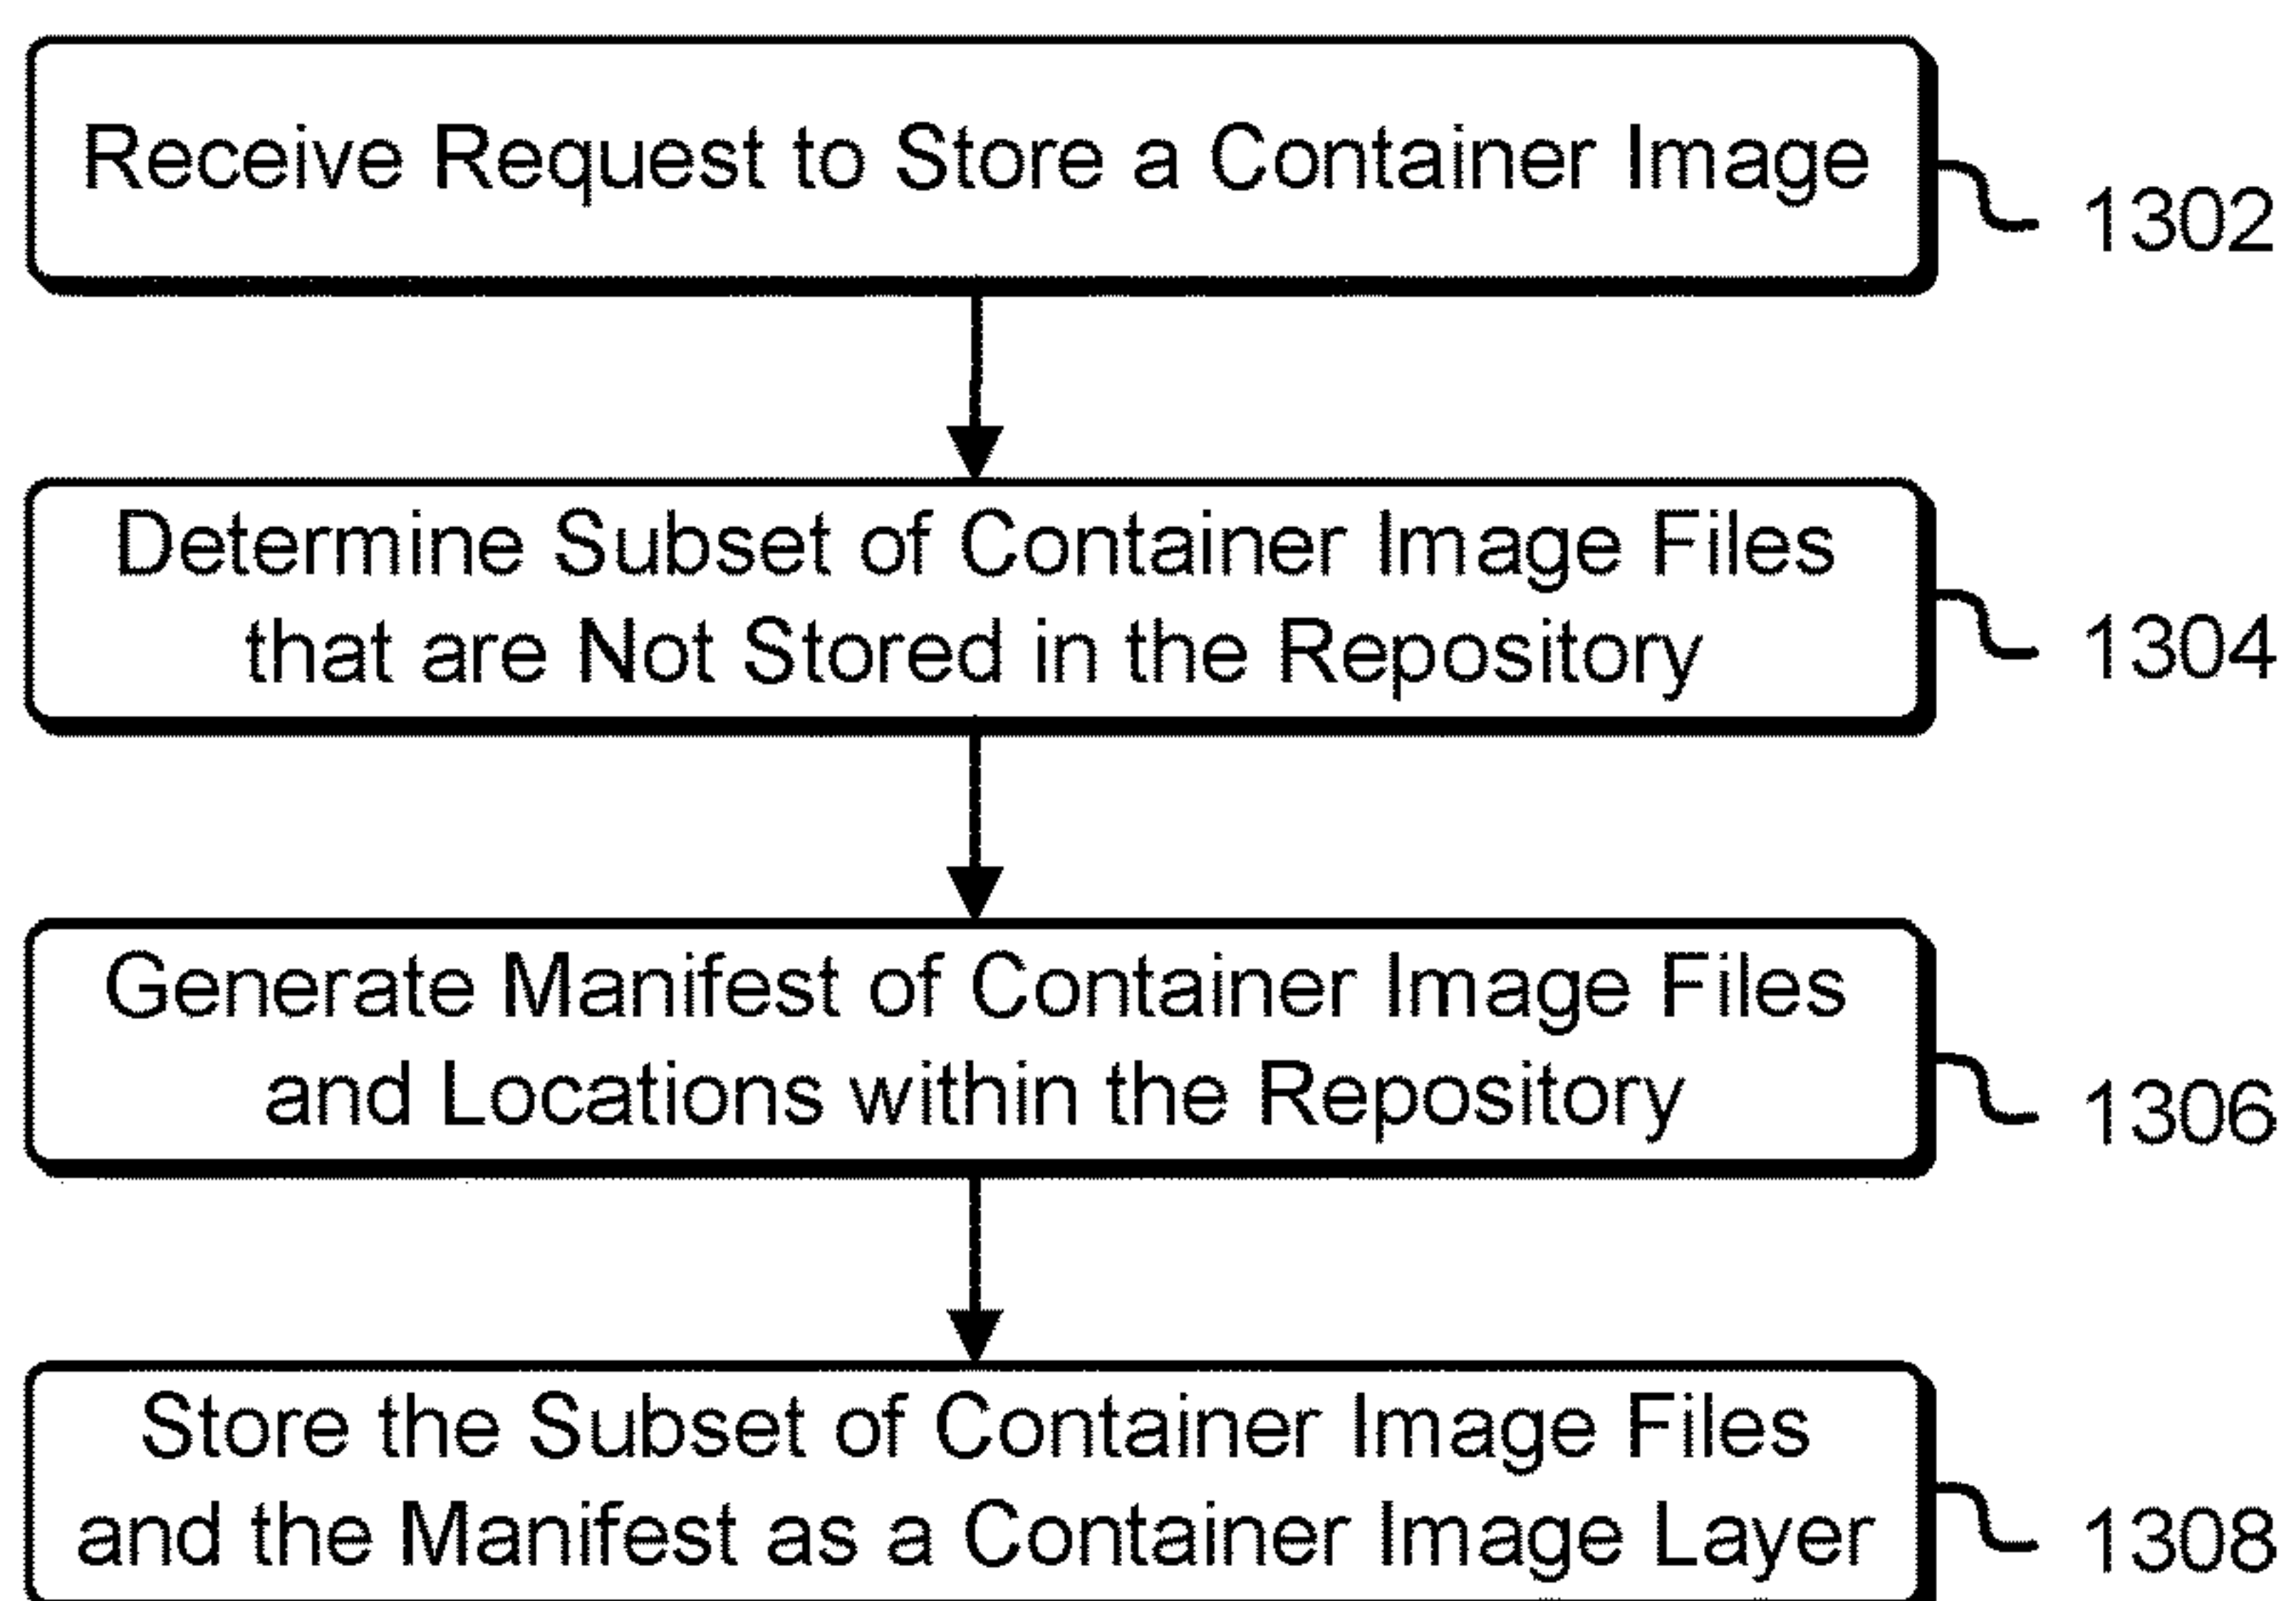 Receive Request to Store a Container Image
1302
Determine Subset of Container Image Files
that are Not Stored in the Repository
1304
Generate Manifest of Container Image Files
and Locations within the Repository
1306
Store the Subset of Container Image Files
and the Manifest as a Container Image Layer
1308